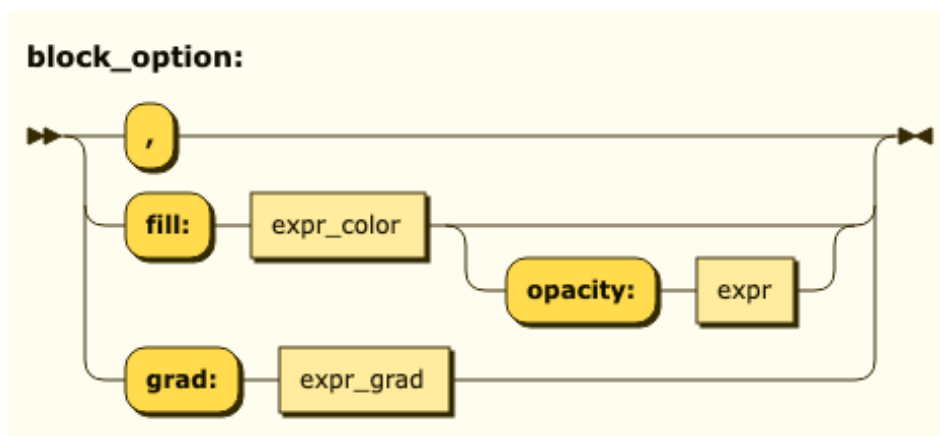 block_option:
,
fill: expr_color
opacity: expr
grad: expr_grad